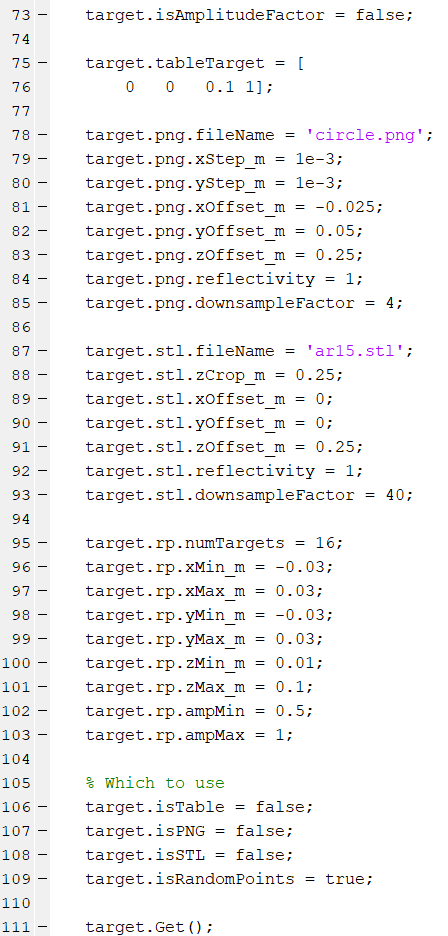 73 — target.isAmplitudeFactor = false;
74
75 — target.tableTarget = [
76 0 0 0.1 1];
77
78 — target.png.fileName = 'circle.png';
79 — target.png.xStep_m = 1e-3;
80 — target.png.yStep_m = 1e-3;
81 — target.png.xOffset_m = -0.025;
82 — target.png.yOffset_m = 0.05;
83 — target.png.zOffset_m = 0.25;
84 — target.png.reflectivity = 1;
85 — target.png.downsampleFactor = 4;
86
87 — target.stl.fileName = 'ar15.stl';
88 — target.stl.zCrop_m = 0.25;
89 — target.stl.xOffset_m = 0;
90 — target.stl.yOffset_m = 0;
91 — target.stl.zOffset_m = 0.25;
92 — target.stl.reflectivity = 1;
93 — target.stl.downsampleFactor = 40;
94
95 — target.rp.numTargets = 16;
96 — target.rp.xMin_m = -0.03;
97 — target.rp.xMax_m = 0.03;
98 — target.rp.yMin_m = -0.03;
99 — target.rp.yMax_m = 0.03;
100 — target.rp.zMin_m = 0.01;
101 — target.rp.zMax_m = 0.1;
102 — target.rp.ampMin = 0.5;
103 — target.rp.ampMax = 1;
104
105 % Which to use
106 — target.isTable = false;
107 — target.isPNG = false;
108 — target.isSTL = false;
109 — target.isRandomPoints = true;
110
111 — target.Get();